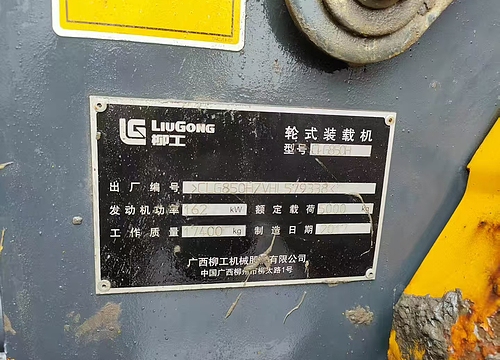 LIUGONG
柳工
轮式装载机
型号 CLG850H
出厂编号
发动机功率 162 kW 额定载荷 5000 kg
工作质量 17400 kg 制造日期
广西柳工机械股份有限公司
中国广西柳州市柳太路1号